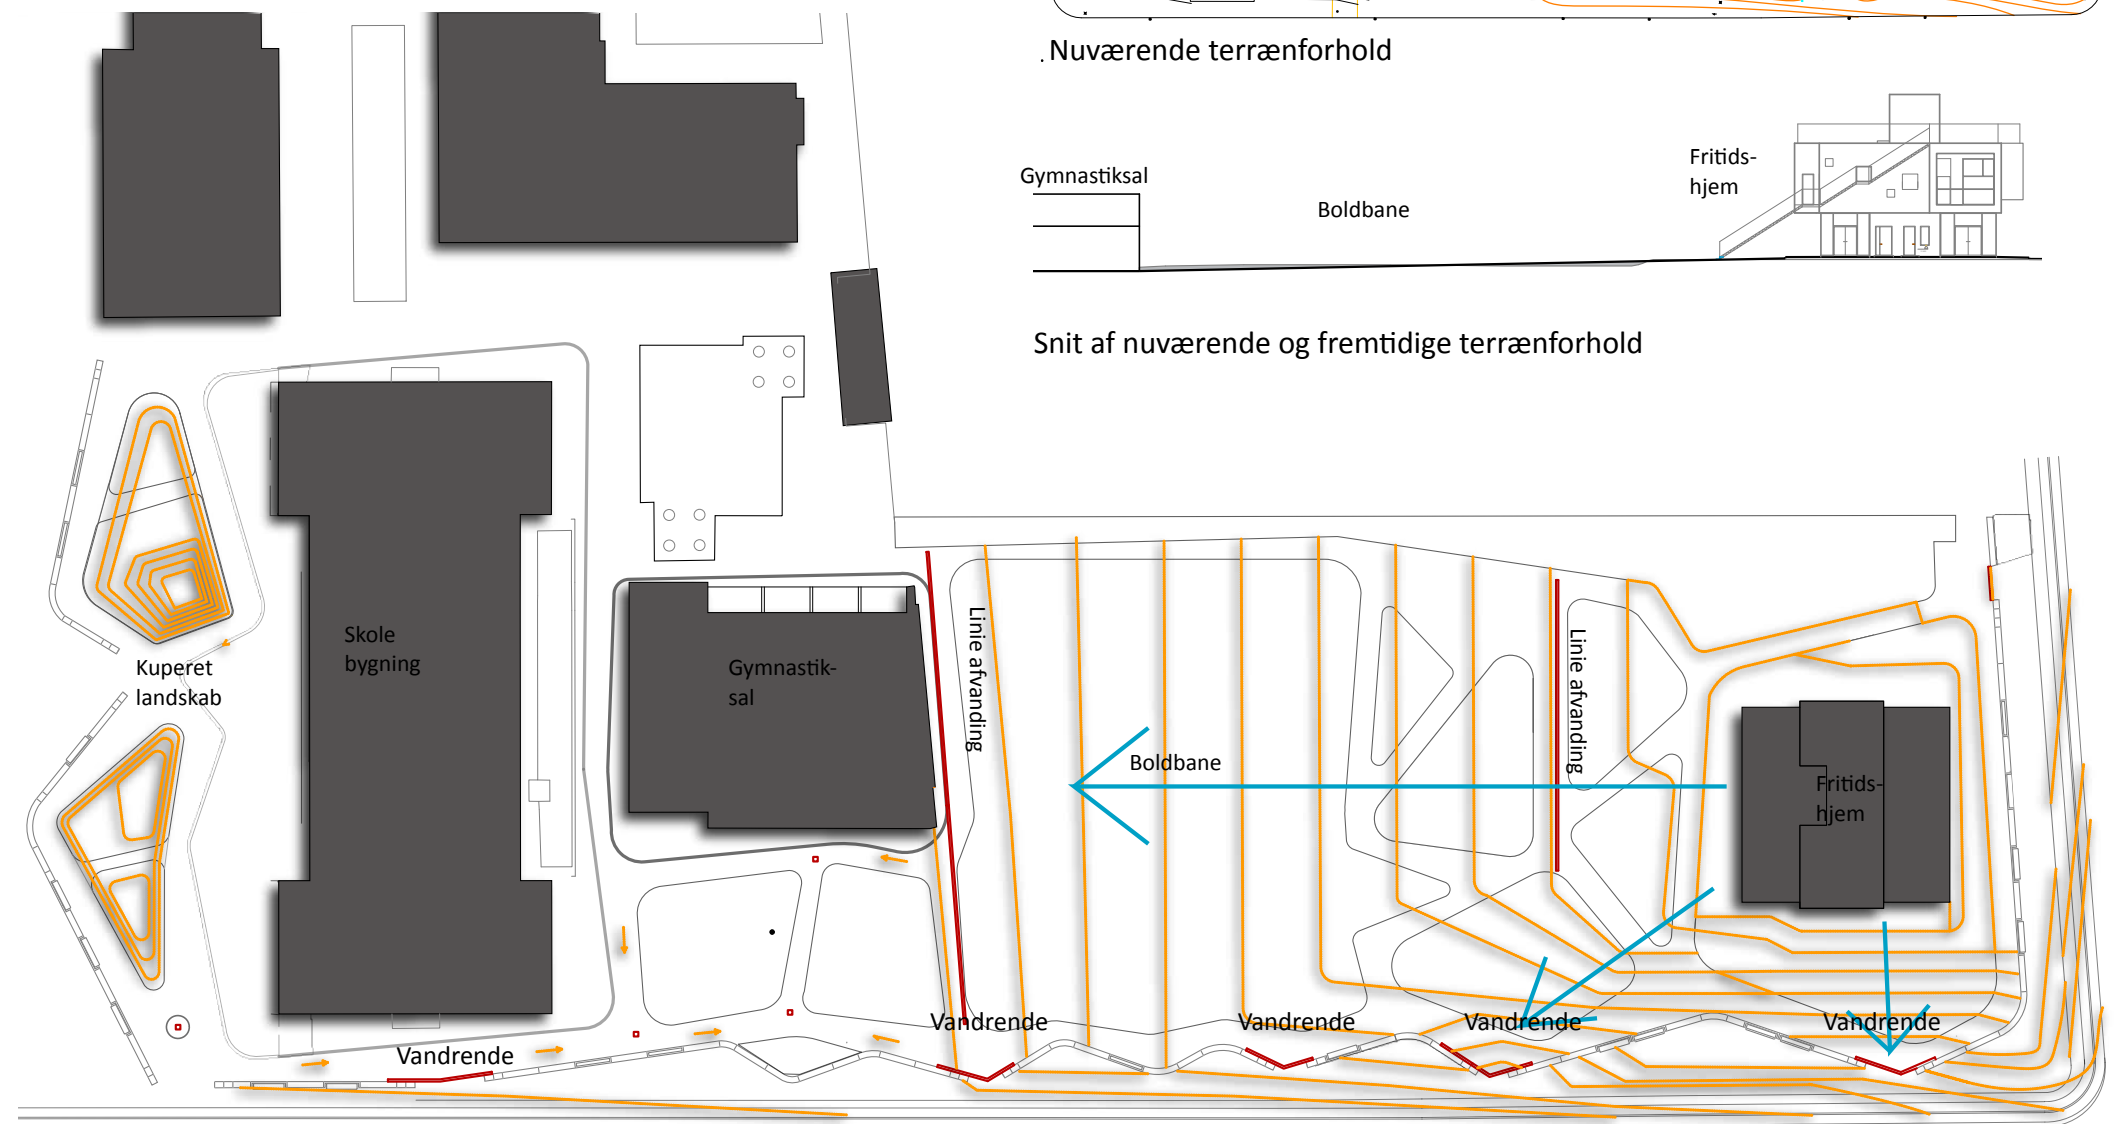 . Nuværende terrænforhold
Gymnastiksal
Boldbane
Fritids-
hjem
Snit af nuværende og fremtidige terrænforhold
Kuperet
landskab
Skole
bygning
Gymnastik-
sal
Linie afvanding
Boldbane
Linie afvanding
Fritids-
hjem
Vandrende
Vandrende
Vandrende
Vandrende
Vandrende